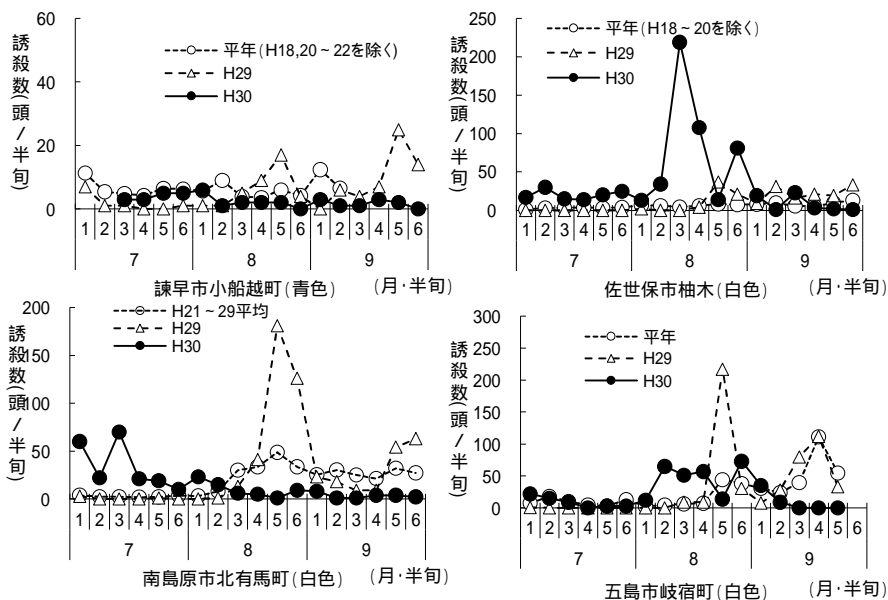 誘殺数(頭/半旬)
60
40
20
0
平年(H18,20～22を除く)
H29
H30
1 2 3 4 5 6 1 2 3 4 5 6 1 2 3 4 5 6
7 8 9
諫早市小船越町(青色) (月・半旬)
誘殺数(頭/半旬)
250
200
150
100
50
0
平年(H18～20を除く)
H29
H30
1 2 3 4 5 6 1 2 3 4 5 6 1 2 3 4 5 6
7 8 9
佐世保市柚木(白色) (月・半旬)
誘殺数(頭/半旬)
200
150
100
50
0
H21～29平均
H29
H30
1 2 3 4 5 6 1 2 3 4 5 6 1 2 3 4 5 6
7 8 9
南島原市北有馬町(白色) (月・半旬)
誘殺数(頭/半旬)
300
250
200
150
100
50
0
平年
H29
H30
1 2 3 4 5 6 1 2 3 4 5 6 1 2 3 4 5 6
7 8 9
五島市岐宿町(白色) (月・半旬)